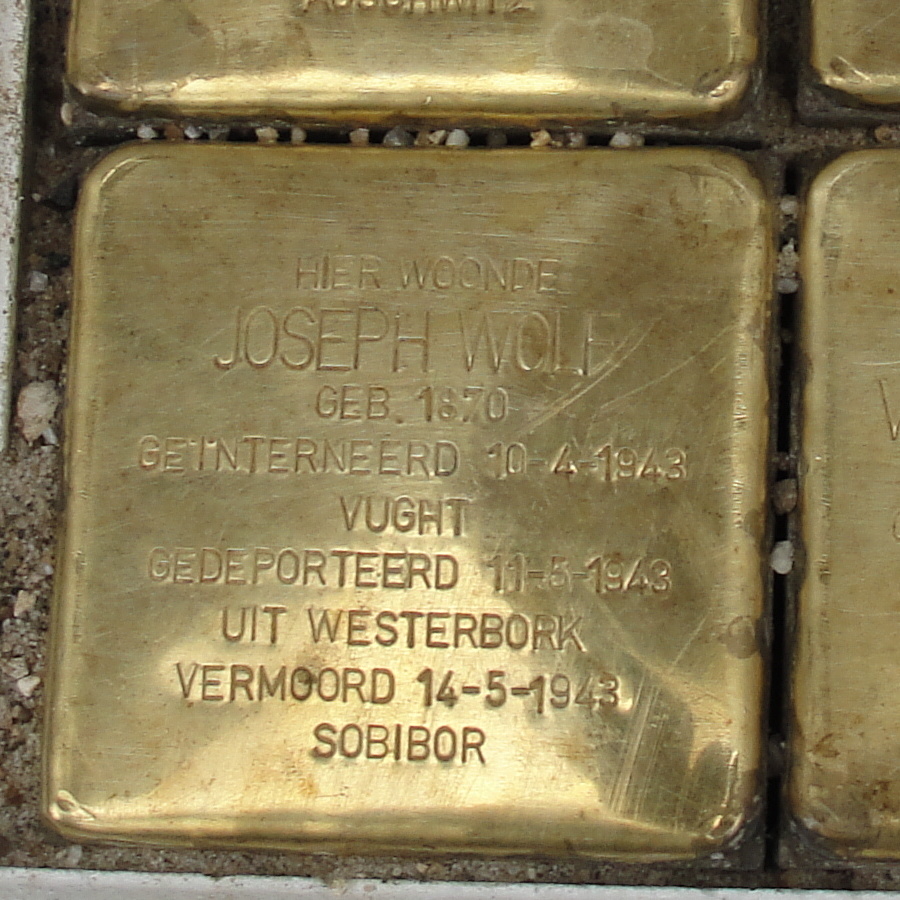 AUSCHWITZ
HIER WOONDE
JOSEPH WOLF
GEB. 1870
GEÏNTERNEERD 10-4-1943
VUGHT
GEDEPORTEERD 11-5-1943
UIT WESTERBORK
VERMOORD 14-5-1943
SOBIBOR